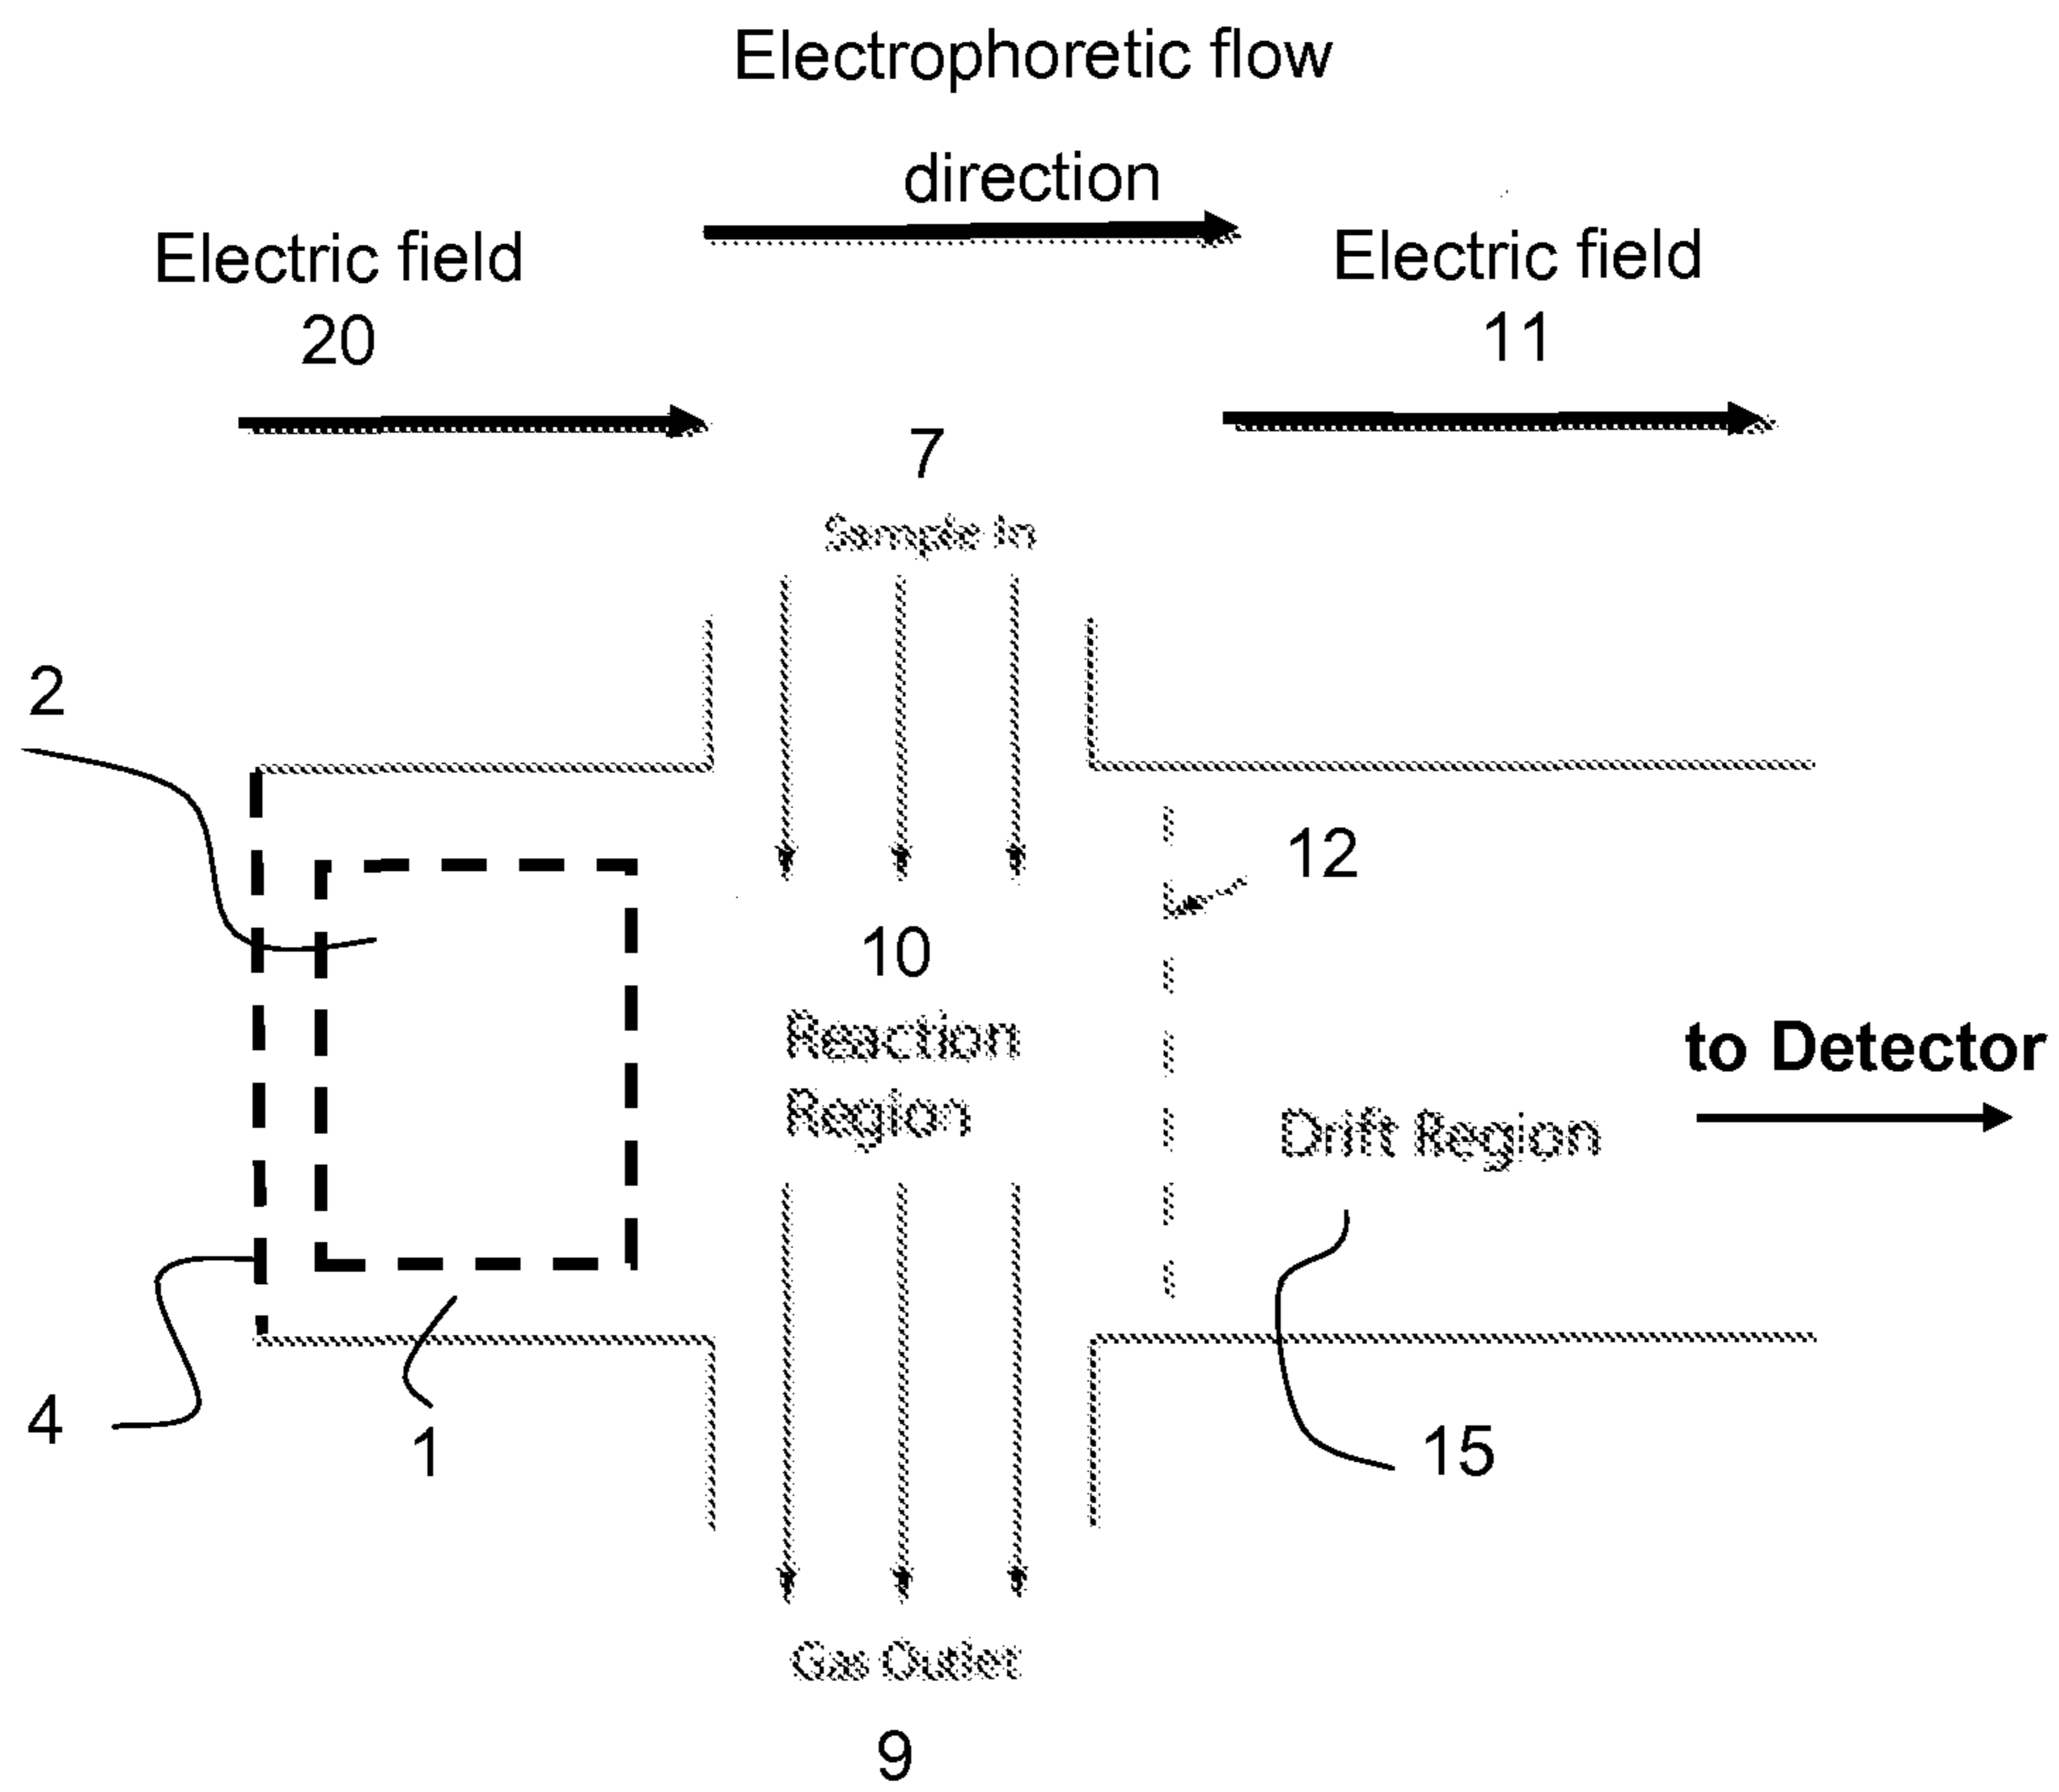 Electrophoretic flow
direction
Electric field
20
Electric field
11
7
Sample In
2
12
10
Reaction
Region
to Detector
Drift Region
4
1
15
Gas Outlet
9